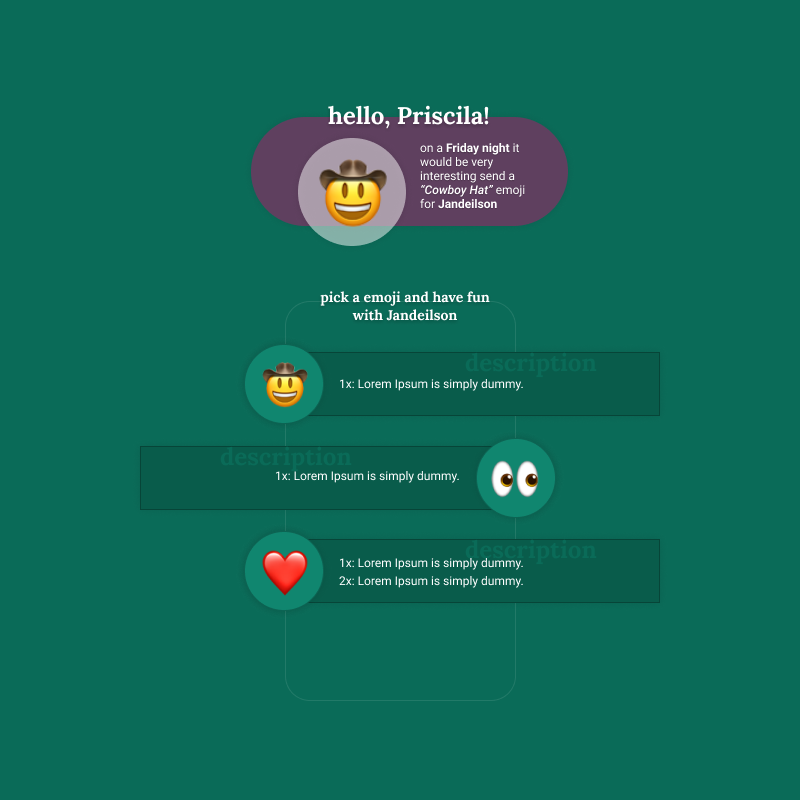 hello, Priscila!
on a Friday night it
would be very
interesting send a
“Cowboy Hat” emoji
for Jandeilson
pick a emoji and have fun
with Jandeilson
description
1x: Lorem Ipsum is simply dummy.
description
1x: Lorem Ipsum is simply dummy.
description
1x: Lorem Ipsum is simply dummy.
2x: Lorem Ipsum is simply dummy.